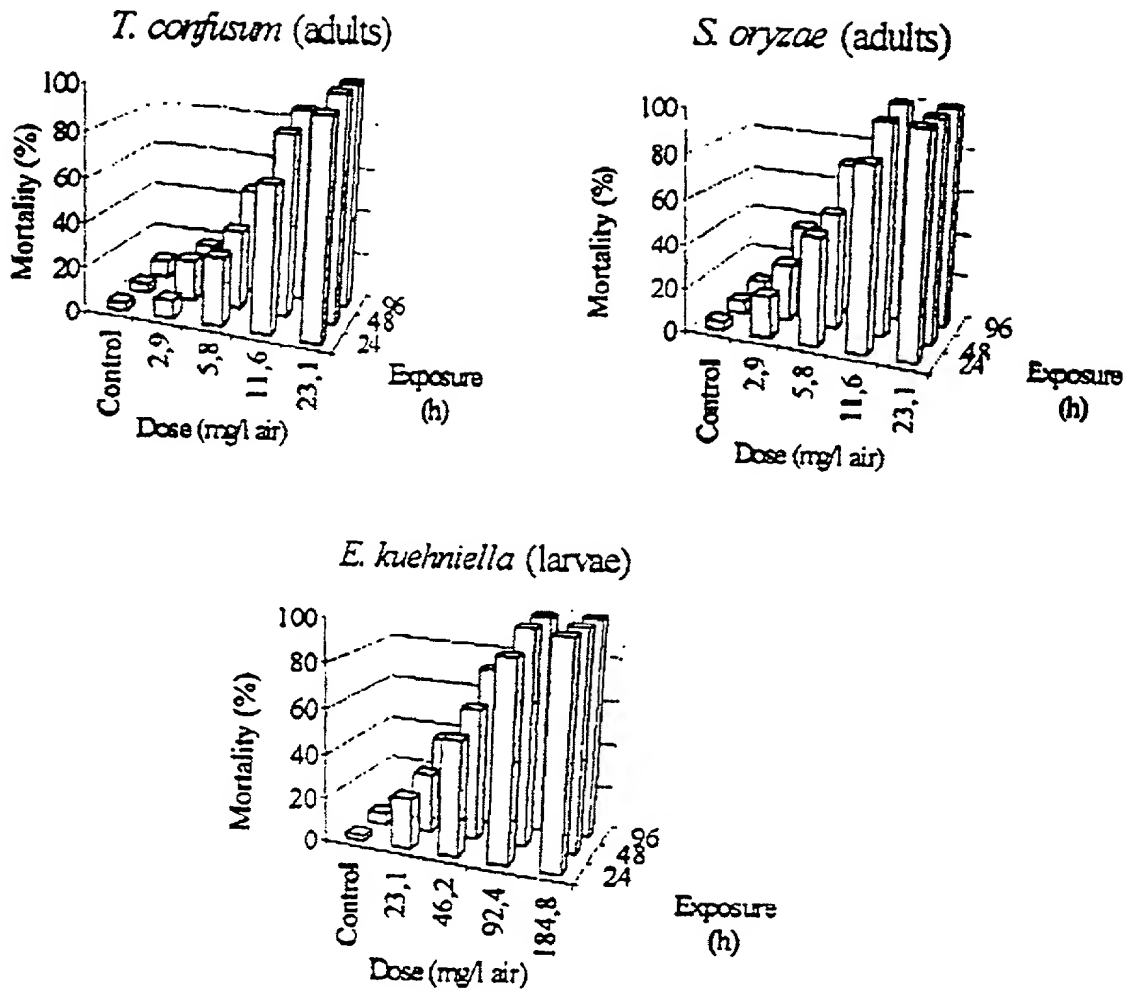 T. confusum (adults)
100
80
60
40
20
0
Mortality (%)
Control
2,9
5,8
11,6
23,1
Dose (mg/l air)
96
48
24
Exposure
(h)
S. oryzae (adults)
100
80
60
40
20
0
Mortality (%)
Control
2,9
5,8
11,6
23,1
Dose (mg/l air)
96
48
24
Exposure
(h)
E. kuehniella (larvae)
100
80
60
40
20
0
Mortality (%)
Control
23,1
46,2
92,4
184,8
Dose (mg/l air)
96
48
24
Exposure
(h)